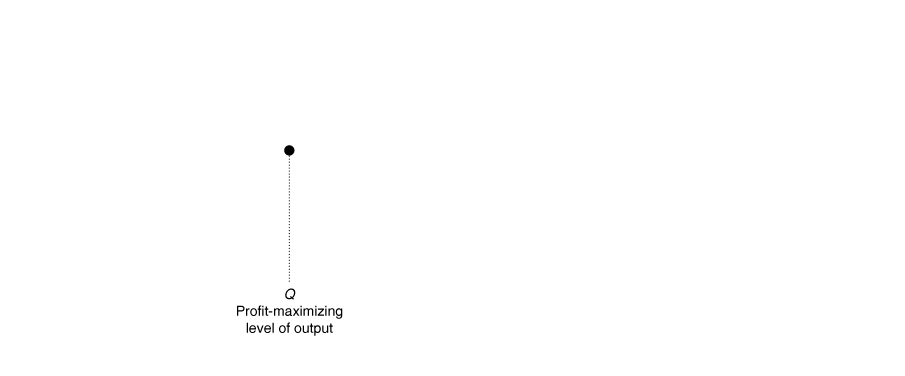 Q
Profit-maximizing
level of output